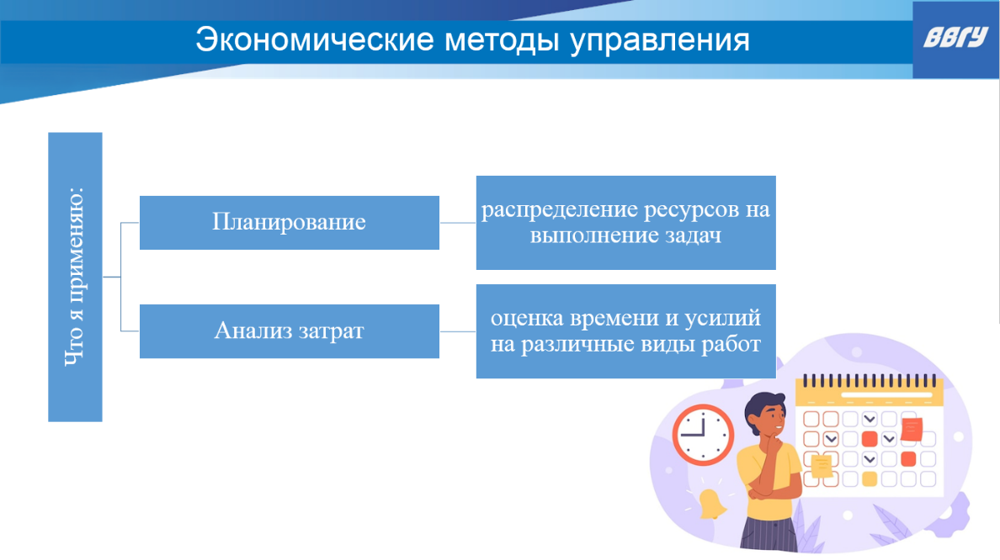 Экономические методы управления
ВВГУ
Что я применяю:
Планирование
распределение ресурсов на
выполнение задач
Анализ затрат
оценка времени и усилий
на различные виды работ